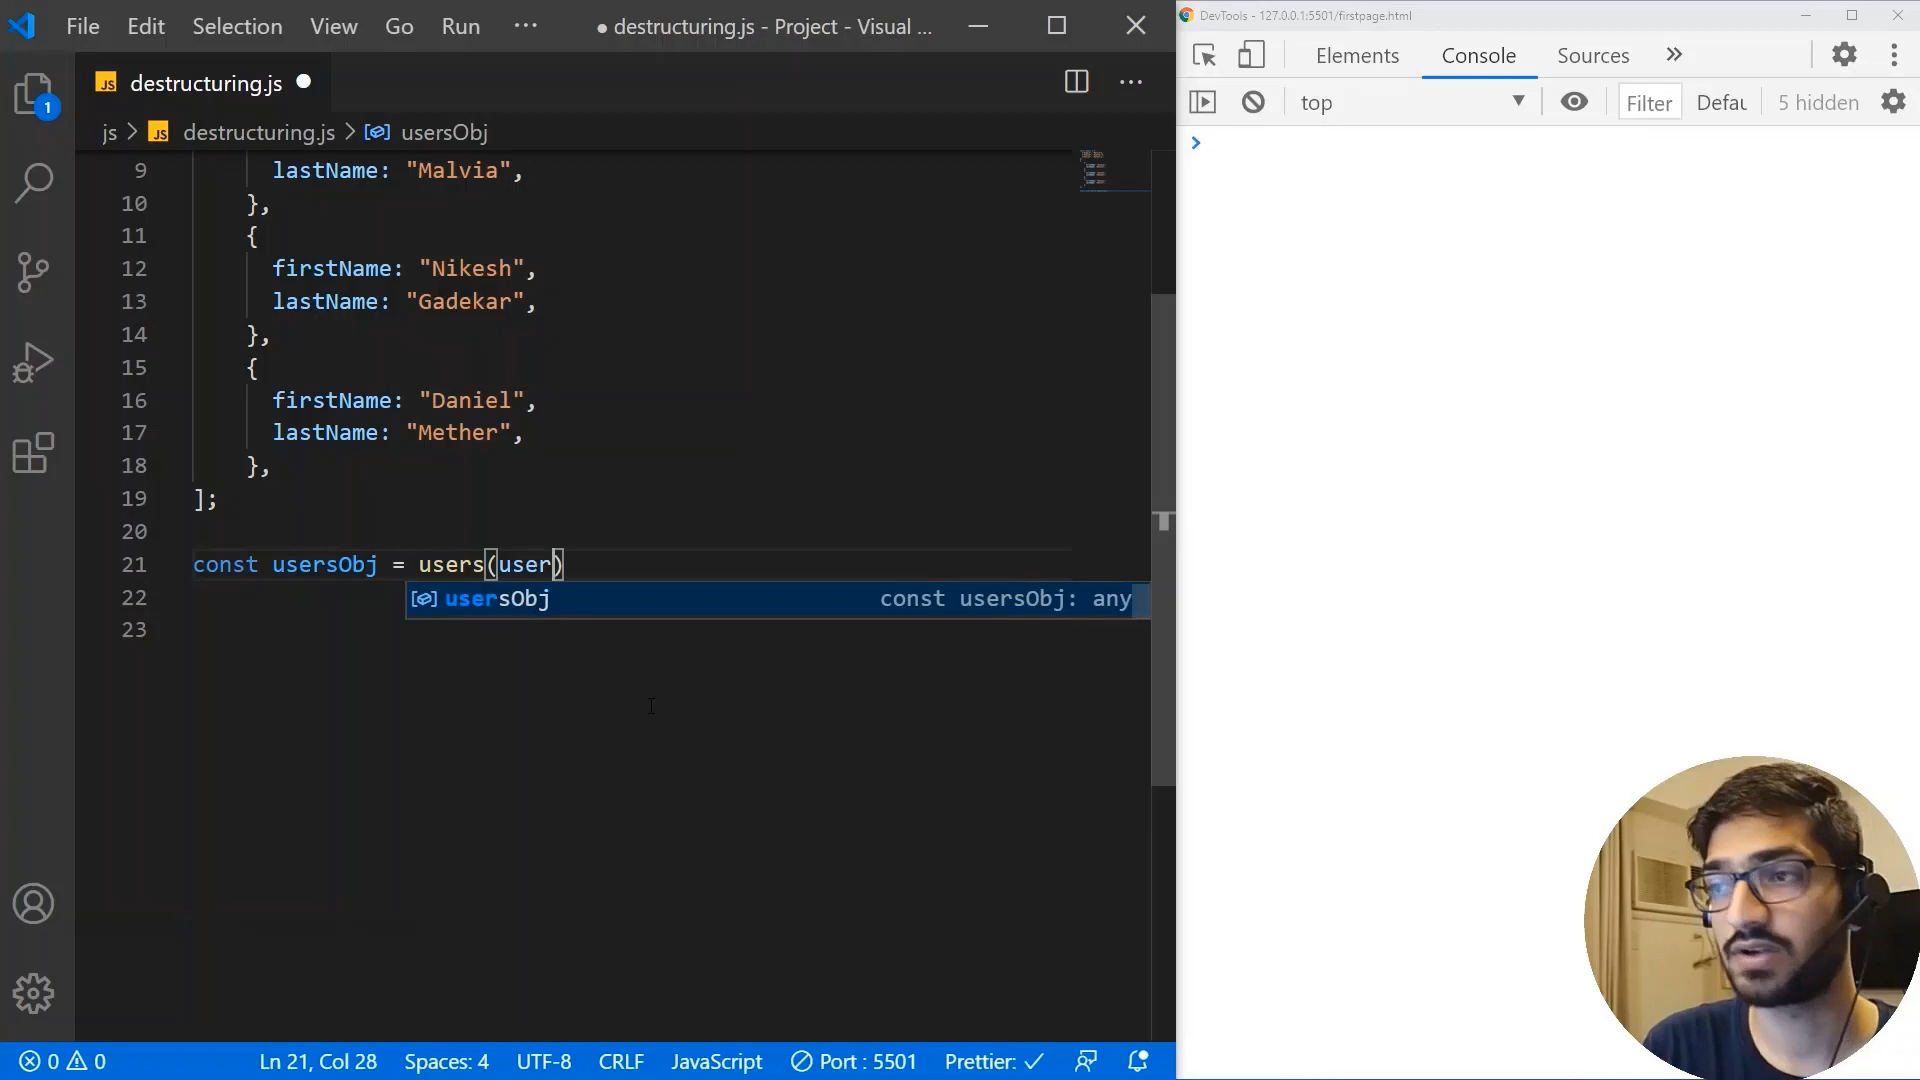 File Edit Selection View Go Run ··· ● destructuring.js - Project - Visual ...
JS destructuring.js ●
js > JS destructuring.js > usersObj
9 lastName: "Malvia",
10 },
11 {
12 firstName: "Nikesh",
13 lastName: "Gadekar",
14 },
15 {
16 firstName: "Daniel",
17 lastName: "Mether",
18 },
19 ];
20
21 const usersObj = users(user)
usersObj const usersObj: any
22
23
1
0 0 Ln 21, Col 28 Spaces: 4 UTF-8 CRLF JavaScript Port : 5501 Prettier: ✓
DevTools - 127.0.0.1:5501/firstpage.html
Elements Console Sources »
top Filter Defau 5 hidden
>